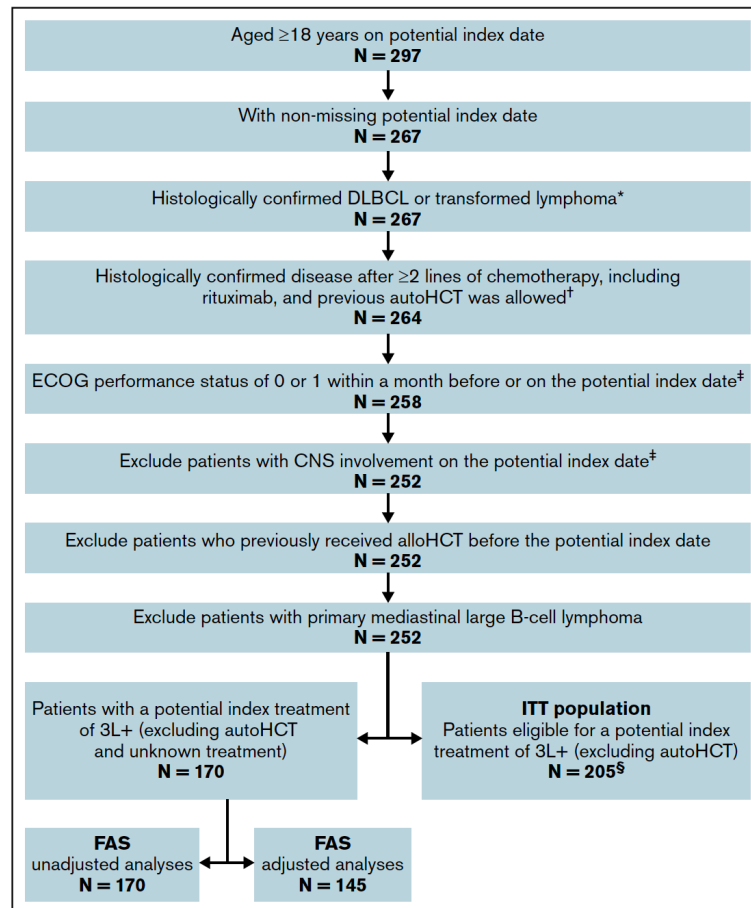 Aged ≥18 years on potential index date
N = 297
With non-missing potential index date
N = 267
Histologically confirmed DLBCL or transformed lymphoma*
N = 267
Histologically confirmed disease after ≥2 lines of chemotherapy, including
rituximab, and previous autoHCT was allowed†
N = 264
ECOG performance status of 0 or 1 within a month before or on the potential index date‡
N = 258
Exclude patients with CNS involvement on the potential index date‡
N = 252
Exclude patients who previously received alloHCT before the potential index date
N = 252
Exclude patients with primary mediastinal large B-cell lymphoma
N = 252
Patients with a potential index treatment
of 3L+ (excluding autoHCT
and unknown treatment)
N = 170
ITT population
Patients eligible for a potential index
treatment of 3L+ (excluding autoHCT)
N = 205§
FAS
unadjusted analyses
N = 170
FAS
adjusted analyses
N = 145